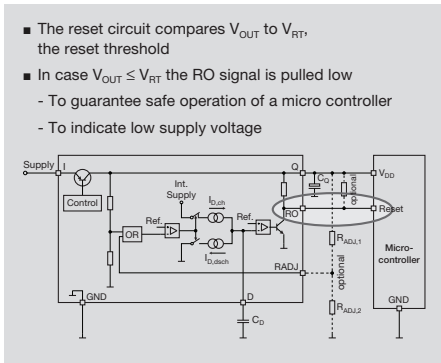 ■ The reset circuit compares VOUT to VRT,
the reset threshold
■ In case VOUT ≤ VRT the RO signal is pulled low
- To guarantee safe operation of a micro controller
- To indicate low supply voltage
Supply
I
Q
VDD
Control
Int.
Supply
ID,ch
CQ
optional
Ref.
OR
Ref.
RO
Reset
ID,dsch
RADJ,1
RADJ
optional
Micro-
controller
GND
D
RADJ,2
GND
CD